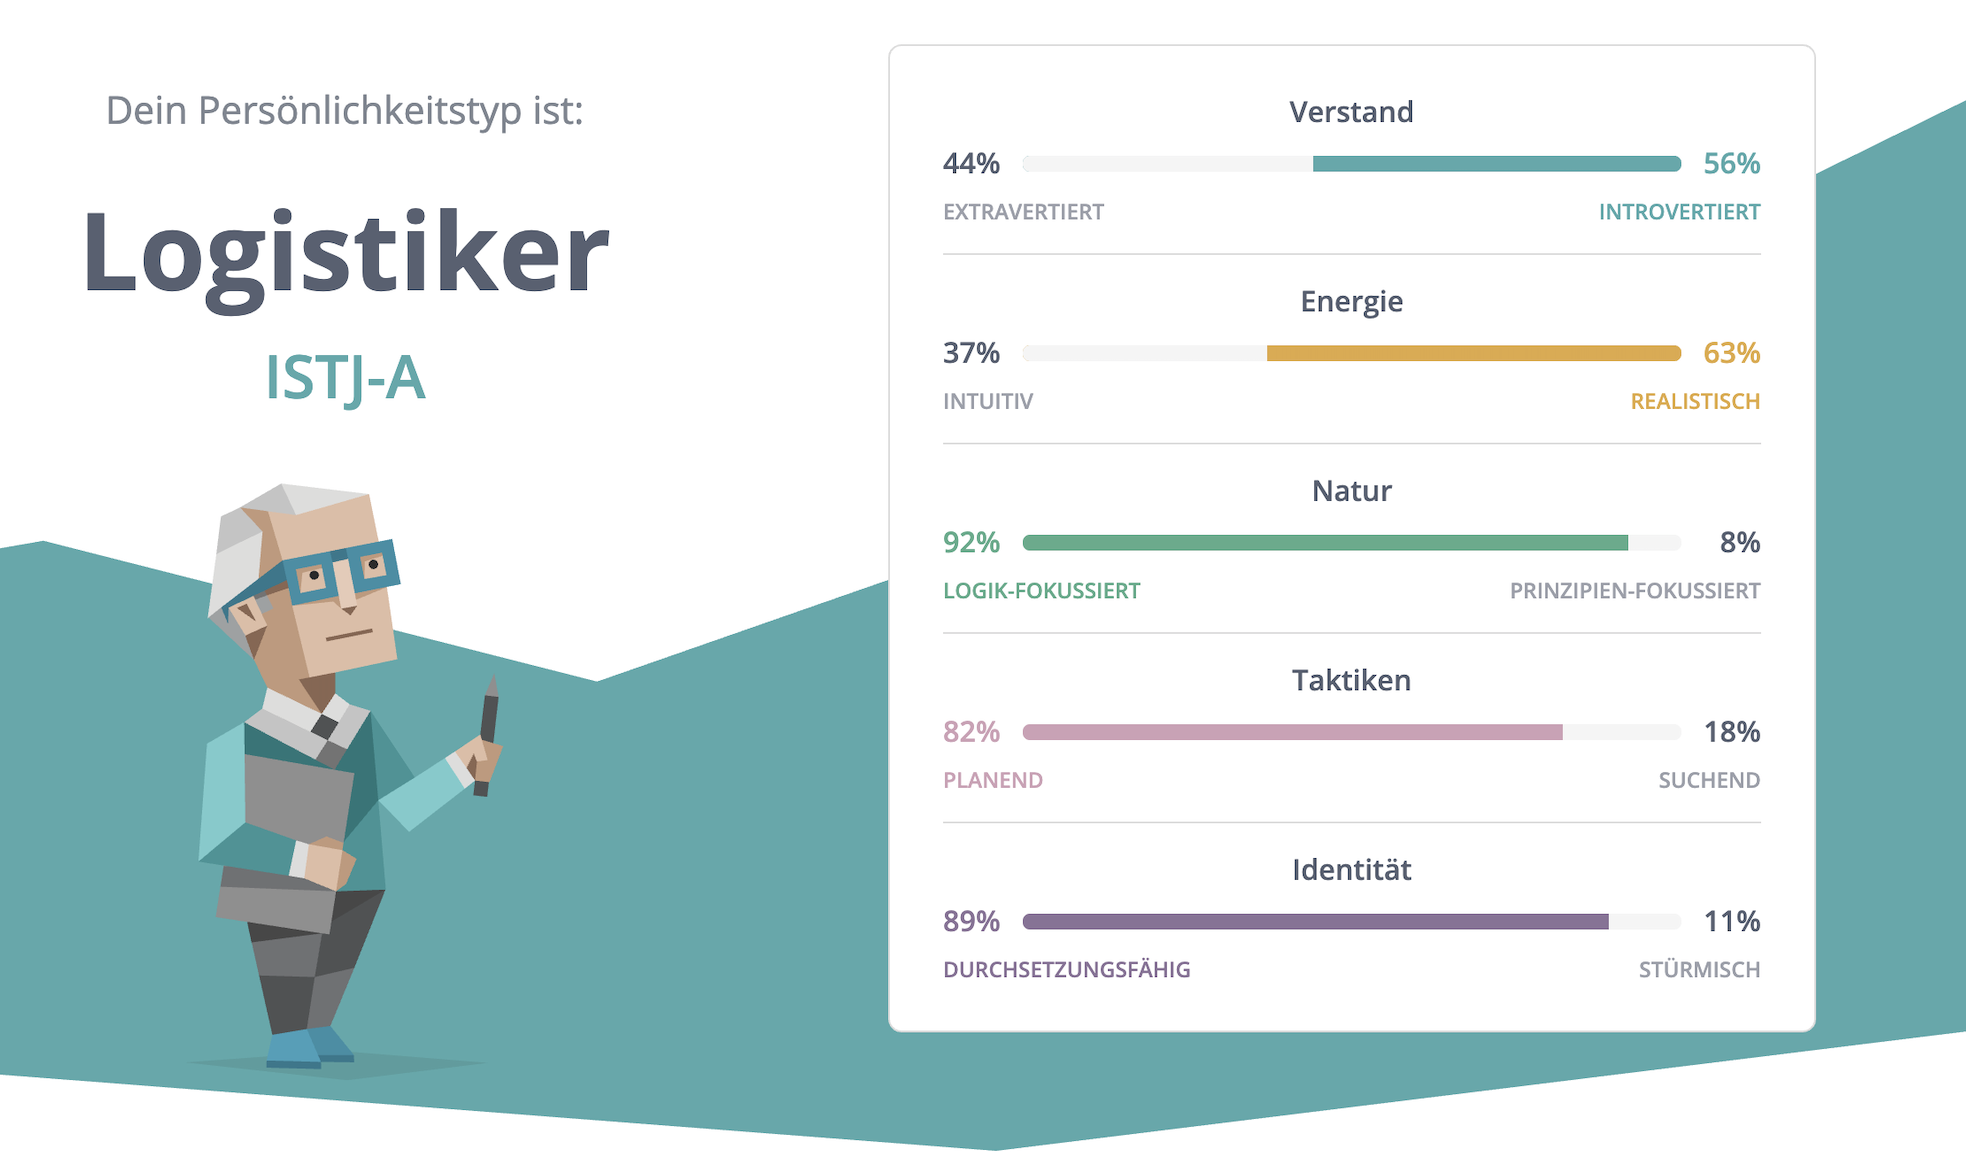 Dein Persönlichkeitstyp ist:
Logistiker
ISTJ-A
Verstand
44% 56%
EXTRAVERTIERT INTROVERTIERT
Energie
37% 63%
INTUITIV REALISTISCH
Natur
92% 8%
LOGIK-FOKUSSIERT PRINZIPIEN-FOKUSSIERT
Taktiken
82% 18%
PLANEND SUCHEND
Identität
89% 11%
DURCHSETZUNGSFÄHIG STÜRMISCH